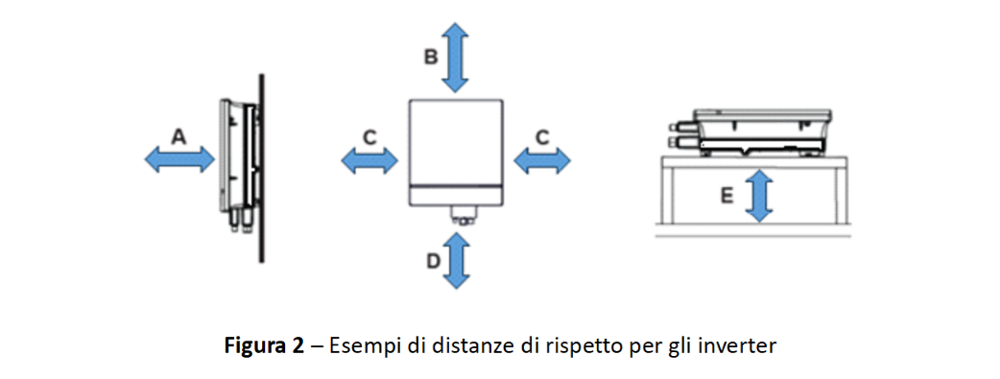 B
A
C
C
E
D
Figura 2 – Esempi di distanze di rispetto per gli inverter